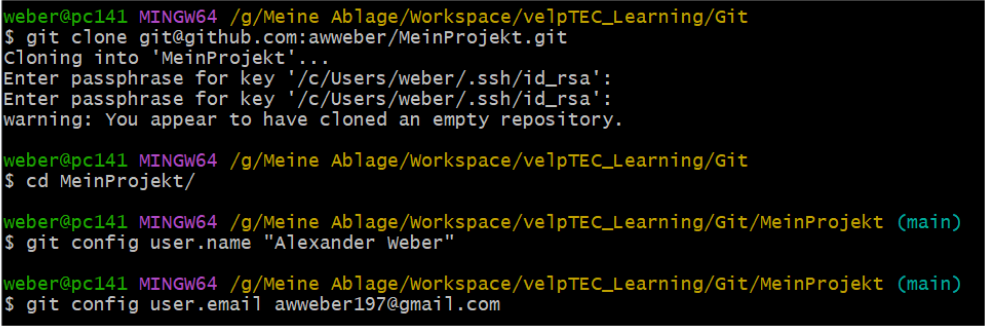 weber@pc141 MINGW64 /g/Meine Ablage/Workspace/velpTEC_Learning/Git
$ git clone git@github.com:awweber/MeinProjekt.git
Cloning into 'MeinProjekt'...
Enter passphrase for key '/c/Users/weber/.ssh/id_rsa':
Enter passphrase for key '/c/Users/weber/.ssh/id_rsa':
warning: You appear to have cloned an empty repository.
weber@pc141 MINGW64 /g/Meine Ablage/Workspace/velpTEC_Learning/Git
$ cd MeinProjekt/
weber@pc141 MINGW64 /g/Meine Ablage/Workspace/velpTEC_Learning/Git/MeinProjekt (main)
$ git config user.name "Alexander Weber"
weber@pc141 MINGW64 /g/Meine Ablage/Workspace/velpTEC_Learning/Git/MeinProjekt (main)
$ git config user.email awweber197@gmail.com